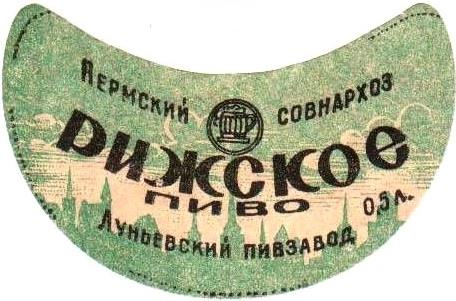 Пермский совнархоз
Рижское
пиво
0,5 л.
Луньевский пивзавод